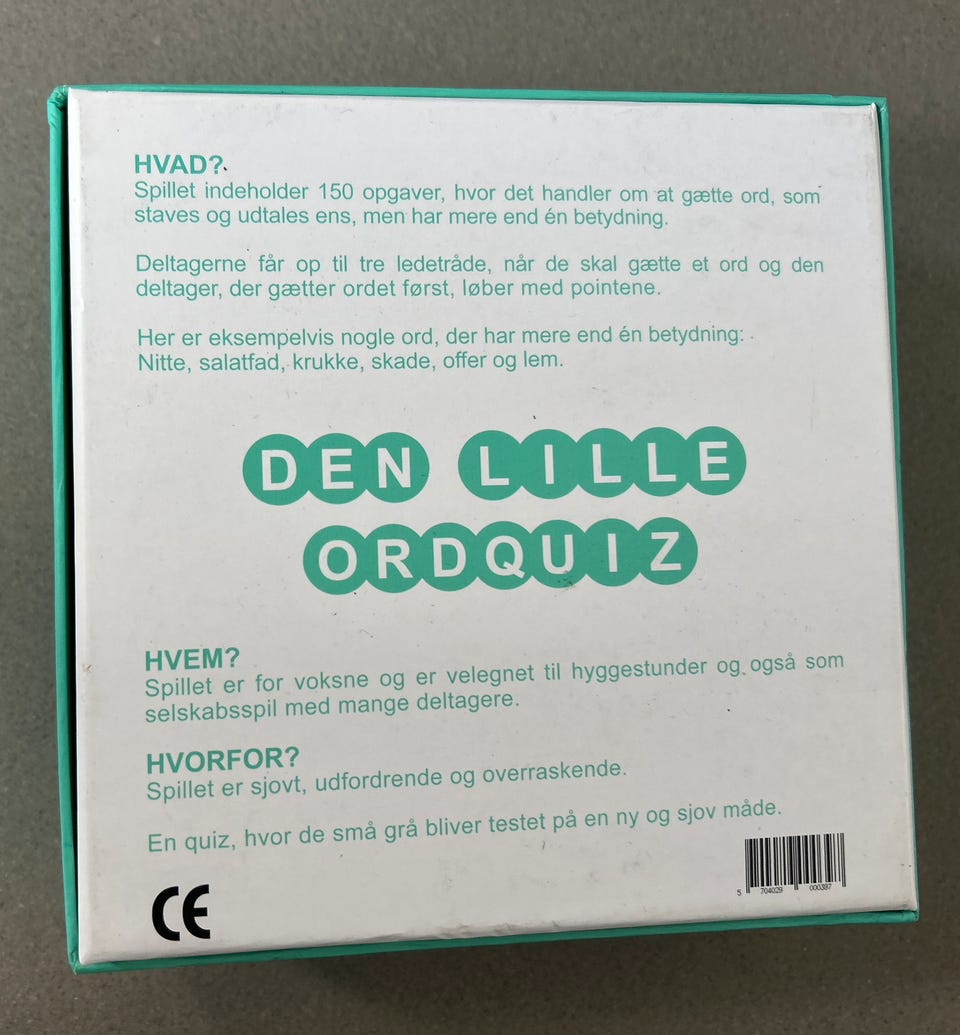 HVAD?
Spillet indeholder 150 opgaver, hvor det handler om at gætte ord, som
staves og udtales ens, men har mere end én betydning.
Deltagerne får op til tre ledetråde, når de skal gætte et ord og den
deltager, der gætter ordet først, løber med pointene.
Her er eksempelvis nogle ord, der har mere end én betydning:
Nitte, salatfad, krukke, skade, offer og lem.
DEN LILLE
ORDQUIZ
HVEM?
Spillet er for voksne og er velegnet til hyggestunder og også som
selskabsspil med mange deltagere.
HVORFOR?
Spillet er sjovt, udfordrende og overraskende.
En quiz, hvor de små grå bliver testet på en ny og sjov måde.
CE
5 704029 000397